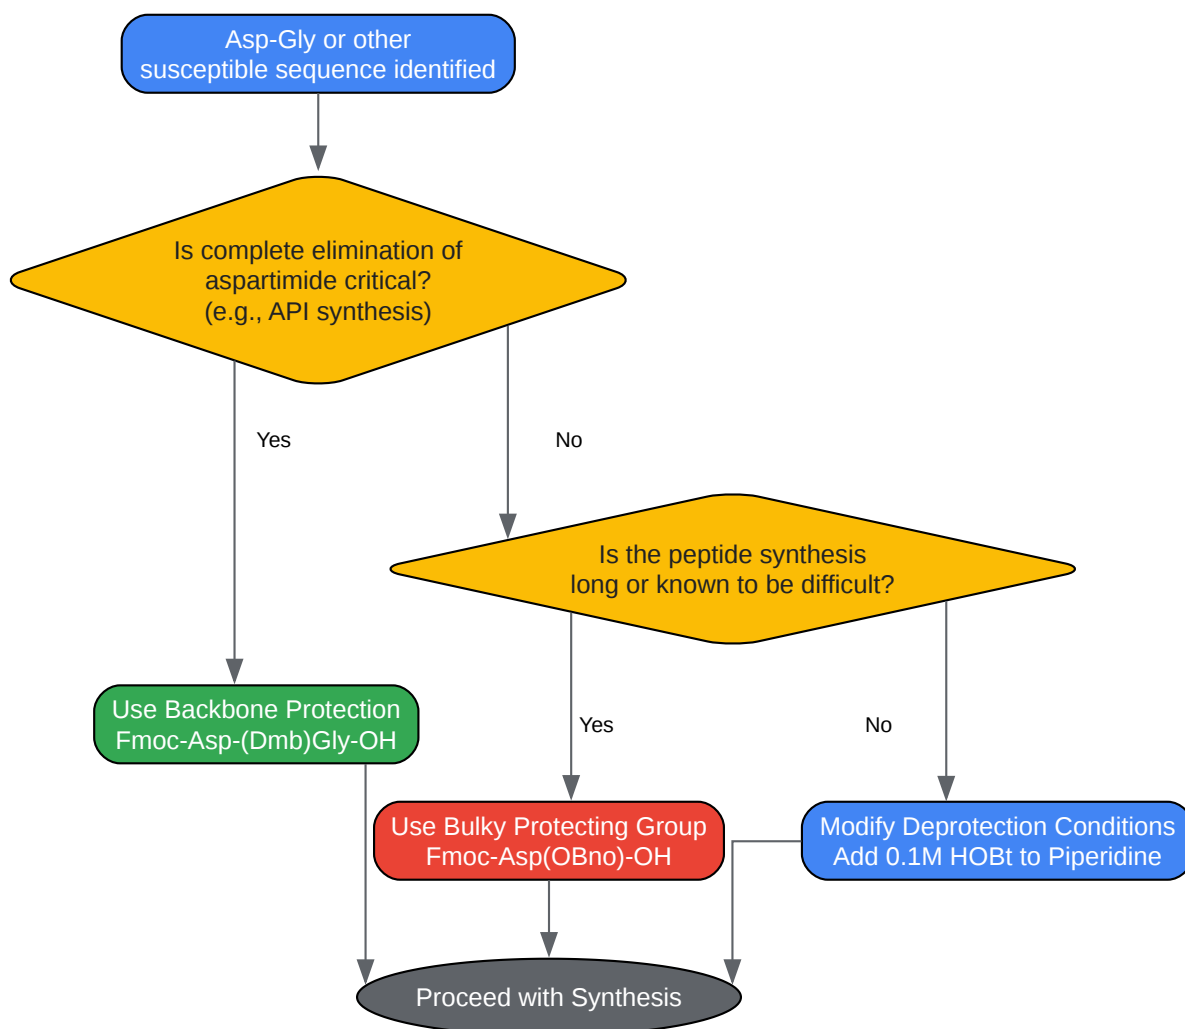 Asp-Gly or other
susceptible sequence identified
Is complete elimination of
aspartimide critical?
(e.g., API synthesis)
Yes
No
Is the peptide synthesis
long or known to be difficult?
Use Backbone Protection
Fmoc-Asp-(Dmb)Gly-OH
Yes
No
Use Bulky Protecting Group
Fmoc-Asp(OBno)-OH
Modify Deprotection Conditions
Add 0.1M HOBt to Piperidine
Proceed with Synthesis